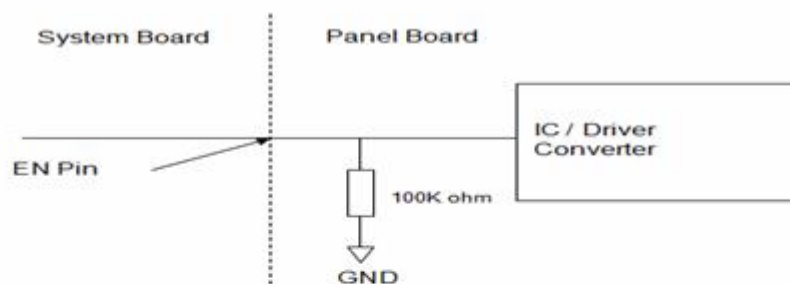 System Board
Panel Board
IC / Driver
Converter
EN Pin
100K ohm
GND